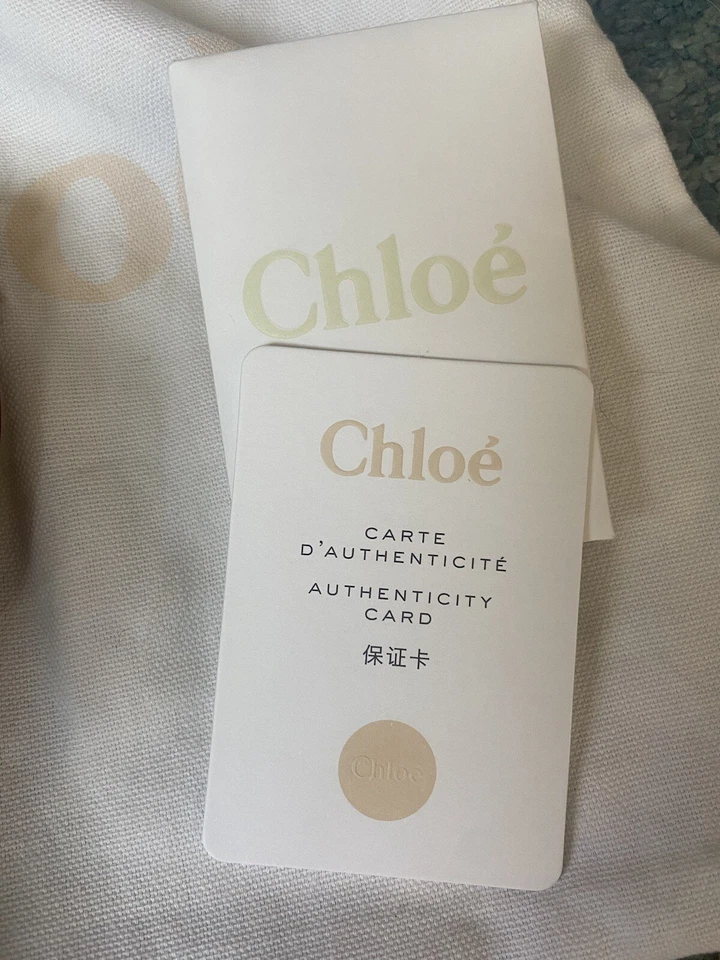 Chloé
Chloé
CARTE
D'AUTHENTICITÉ
AUTHENTICITY
CARD
保证卡
Chloé